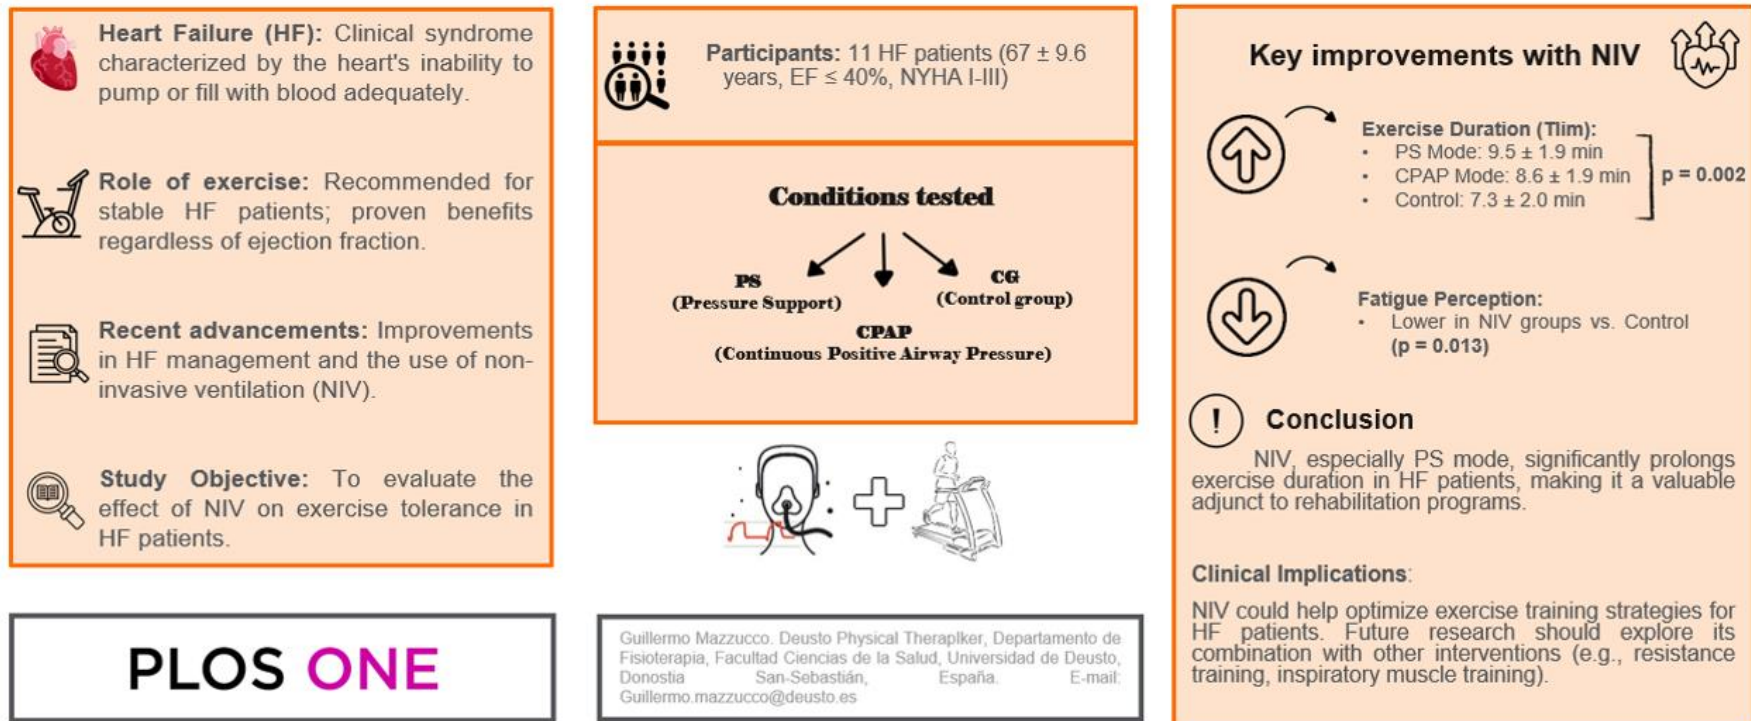 Heart Failure (HF): Clinical syndrome
characterized by the heart's inability to
pump or fill with blood adequately.
Role of exercise: Recommended for
stable HF patients; proven benefits
regardless of ejection fraction.
Recent advancements: Improvements
in HF management and the use of non-
invasive ventilation (NIV).
Study Objective: To evaluate the
effect of NIV on exercise tolerance in
HF patients.
PLOS ONE
Participants: 11 HF patients (67 ± 9.6
years, EF ≤ 40%, NYHA I-III)
Conditions tested
PS
(Pressure Support)
CG
(Control group)
CPAP
(Continuous Positive Airway Pressure)
Guillermo Mazzucco. Deusto Physical Theraplker, Departamento de
Fisioterapia, Facultad Ciencias de la Salud, Universidad de Deusto,
Donostia San-Sebastián, España. E-mail:
Guillermo.mazzucco@deusto.es
Key improvements with NIV
Exercise Duration (Tlim):
• PS Mode: 9.5 ± 1.9 min
• CPAP Mode: 8.6 ± 1.9 min
• Control: 7.3 ± 2.0 min
p = 0.002
Fatigue Perception:
• Lower in NIV groups vs. Control
(p = 0.013)
! Conclusion
NIV, especially PS mode, significantly prolongs
exercise duration in HF patients, making it a valuable
adjunct to rehabilitation programs.
Clinical Implications:
NIV could help optimize exercise training strategies for
HF patients. Future research should explore its
combination with other interventions (e.g., resistance
training, inspiratory muscle training).